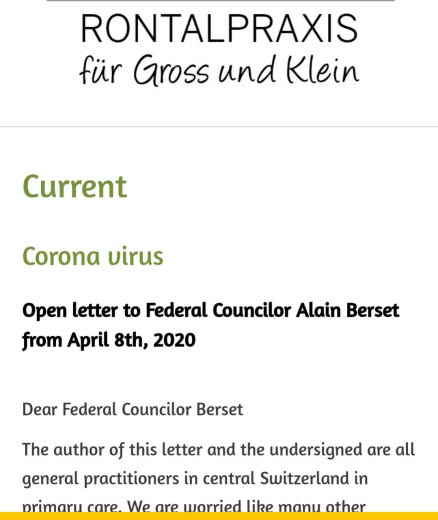 RONTALPRAXIS
für Gross und Klein
Current
Corona virus
Open letter to Federal Councilor Alain Berset
from April 8th, 2020
Dear Federal Councilor Berset
The author of this letter and the undersigned are all
general practitioners in central Switzerland in
primary care. We are worried like many other